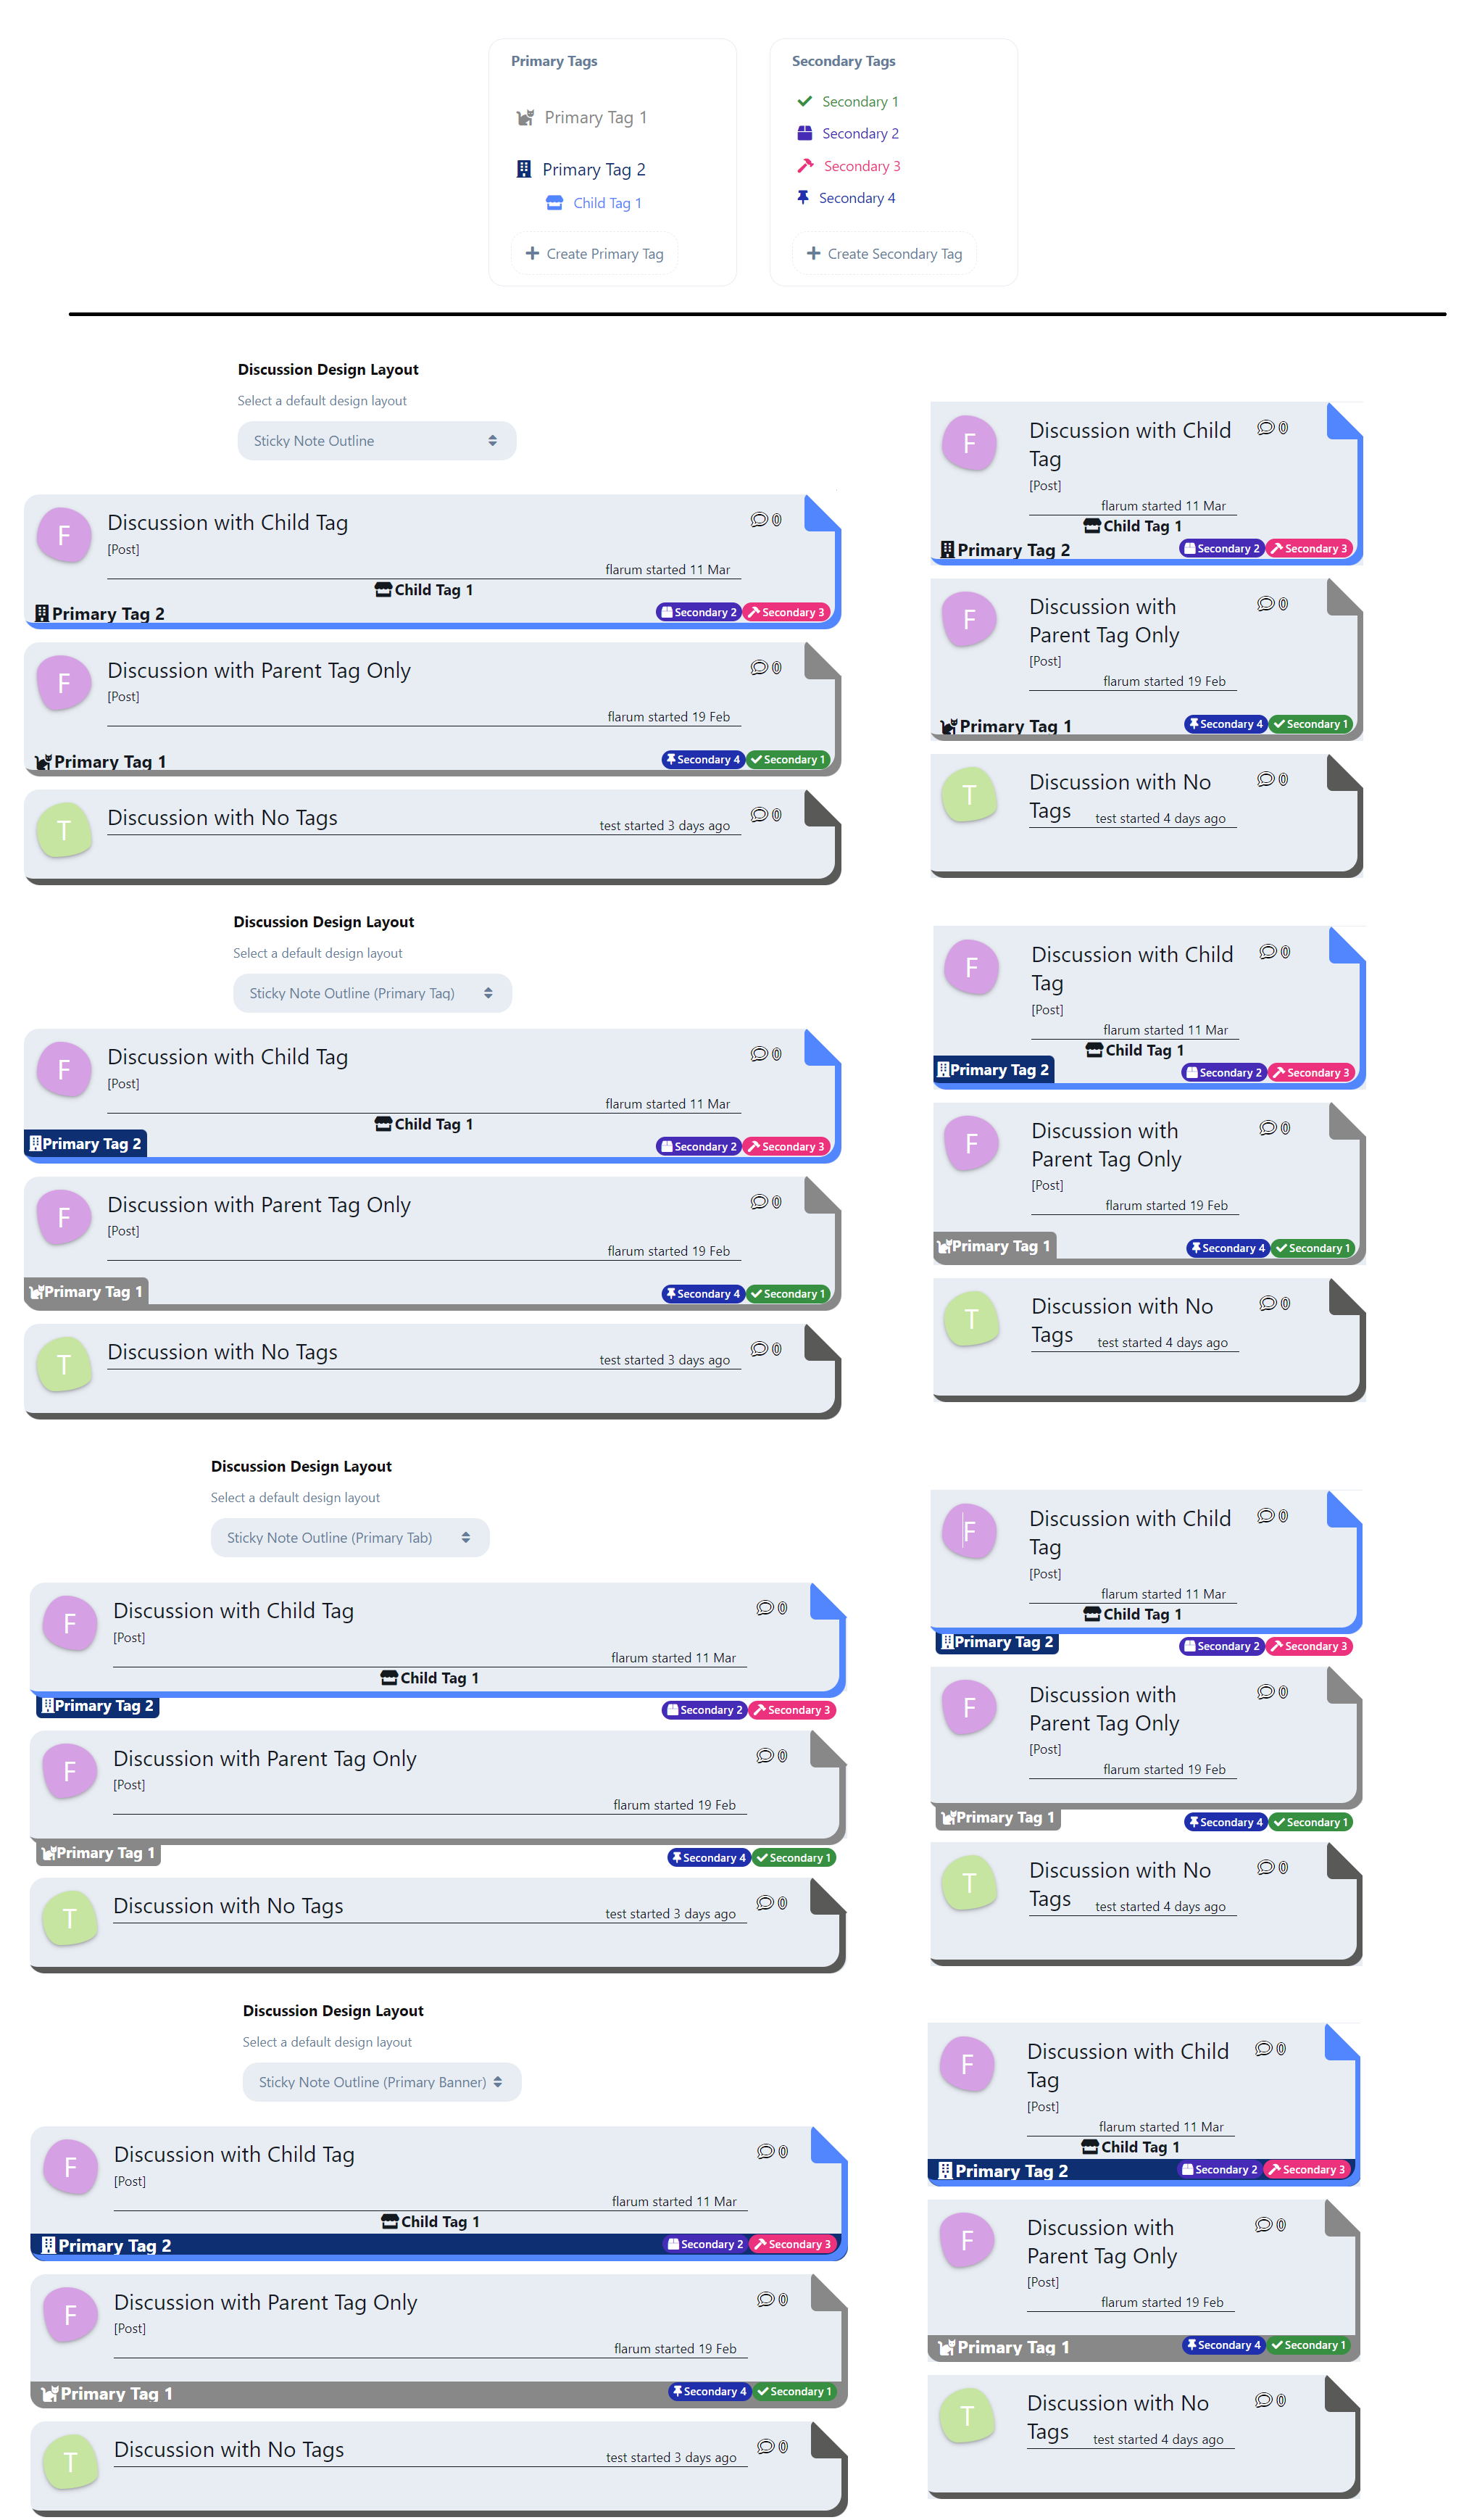 Primary Tags
Primary Tag 1
Primary Tag 2
Child Tag 1
Create Primary Tag
Secondary Tags
Secondary 1
Secondary 2
Secondary 3
Secondary 4
Create Secondary Tag
Discussion Design Layout
Select a default design layout
Sticky Note Outline
F
Discussion with Child Tag
0
[Post]
flarum started 11 Mar
Child Tag 1
Primary Tag 2
Secondary 2
Secondary 3
F
Discussion with Parent Tag Only
0
[Post]
flarum started 19 Feb
Primary Tag 1
Secondary 4
Secondary 1
T
Discussion with No Tags
0
test started 3 days ago
F
Discussion with Child
Tag
0
[Post]
flarum started 11 Mar
Child Tag 1
Primary Tag 2
Secondary 2
Secondary 3
F
Discussion with
Parent Tag Only
0
[Post]
flarum started 19 Feb
Primary Tag 1
Secondary 4
Secondary 1
T
Discussion with No
Tags
0
test started 4 days ago
Discussion Design Layout
Select a default design layout
Sticky Note Outline (Primary Tag)
F
Discussion with Child Tag
0
[Post]
flarum started 11 Mar
Child Tag 1
Primary Tag 2
Secondary 2
Secondary 3
F
Discussion with Parent Tag Only
0
[Post]
flarum started 19 Feb
Primary Tag 1
Secondary 4
Secondary 1
T
Discussion with No Tags
0
test started 3 days ago
F
Discussion with Child
Tag
0
[Post]
flarum started 11 Mar
Child Tag 1
Primary Tag 2
Secondary 2
Secondary 3
F
Discussion with
Parent Tag Only
0
[Post]
flarum started 19 Feb
Primary Tag 1
Secondary 4
Secondary 1
T
Discussion with No
Tags
0
test started 4 days ago
Discussion Design Layout
Select a default design layout
Sticky Note Outline (Primary Tab)
F
Discussion with Child Tag
0
[Post]
flarum started 11 Mar
Child Tag 1
Primary Tag 2
Secondary 2
Secondary 3
F
Discussion with Parent Tag Only
0
[Post]
flarum started 19 Feb
Primary Tag 1
Secondary 4
Secondary 1
T
Discussion with No Tags
0
test started 3 days ago
F
Discussion with Child
Tag
0
[Post]
flarum started 11 Mar
Child Tag 1
Primary Tag 2
Secondary 2
Secondary 3
F
Discussion with
Parent Tag Only
0
[Post]
flarum started 19 Feb
Primary Tag 1
Secondary 4
Secondary 1
T
Discussion with No
Tags
0
test started 4 days ago
Discussion Design Layout
Select a default design layout
Sticky Note Outline (Primary Banner)
F
Discussion with Child Tag
0
[Post]
flarum started 11 Mar
Child Tag 1
Primary Tag 2
Secondary 2
Secondary 3
F
Discussion with Parent Tag Only
0
[Post]
flarum started 19 Feb
Primary Tag 1
Secondary 4
Secondary 1
T
Discussion with No Tags
0
test started 3 days ago
F
Discussion with Child
Tag
0
[Post]
flarum started 11 Mar
Child Tag 1
Primary Tag 2
Secondary 2
Secondary 3
F
Discussion with
Parent Tag Only
0
[Post]
flarum started 19 Feb
Primary Tag 1
Secondary 4
Secondary 1
T
Discussion with No
Tags
0
test started 4 days ago